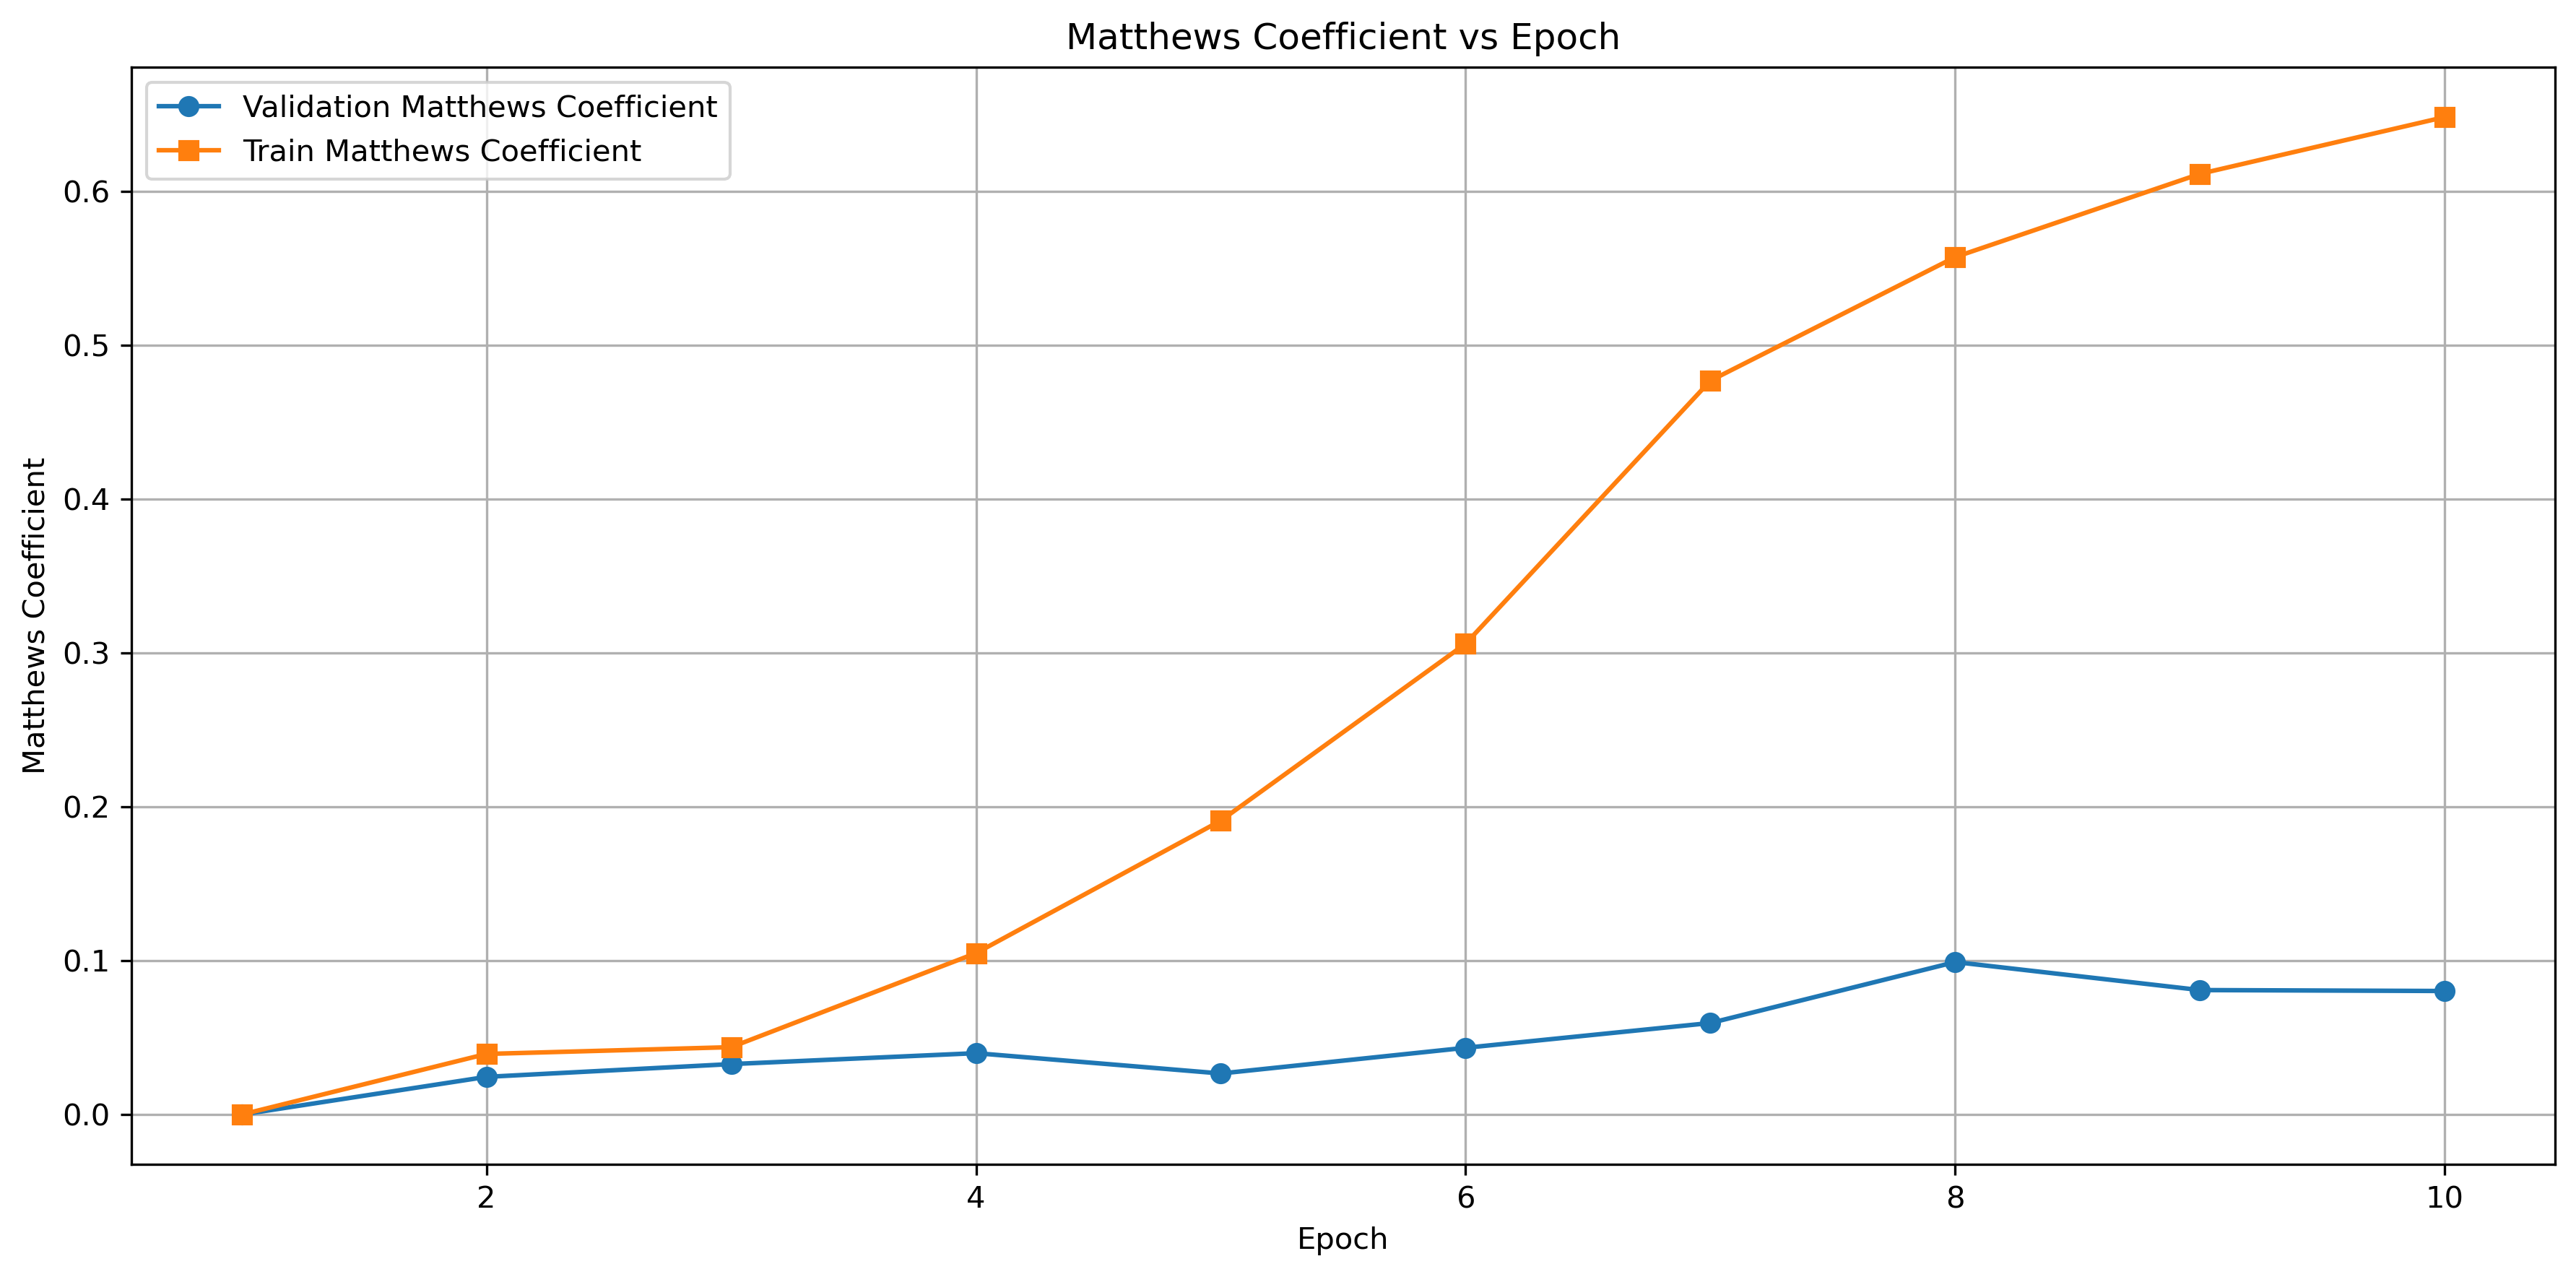 Matthews Coefficient vs Epoch
Validation Matthews Coefficient
Train Matthews Coefficient
Matthews Coefficient
0.6
0.5
0.4
0.3
0.2
0.1
0.0
2 4 6 8 10
Epoch